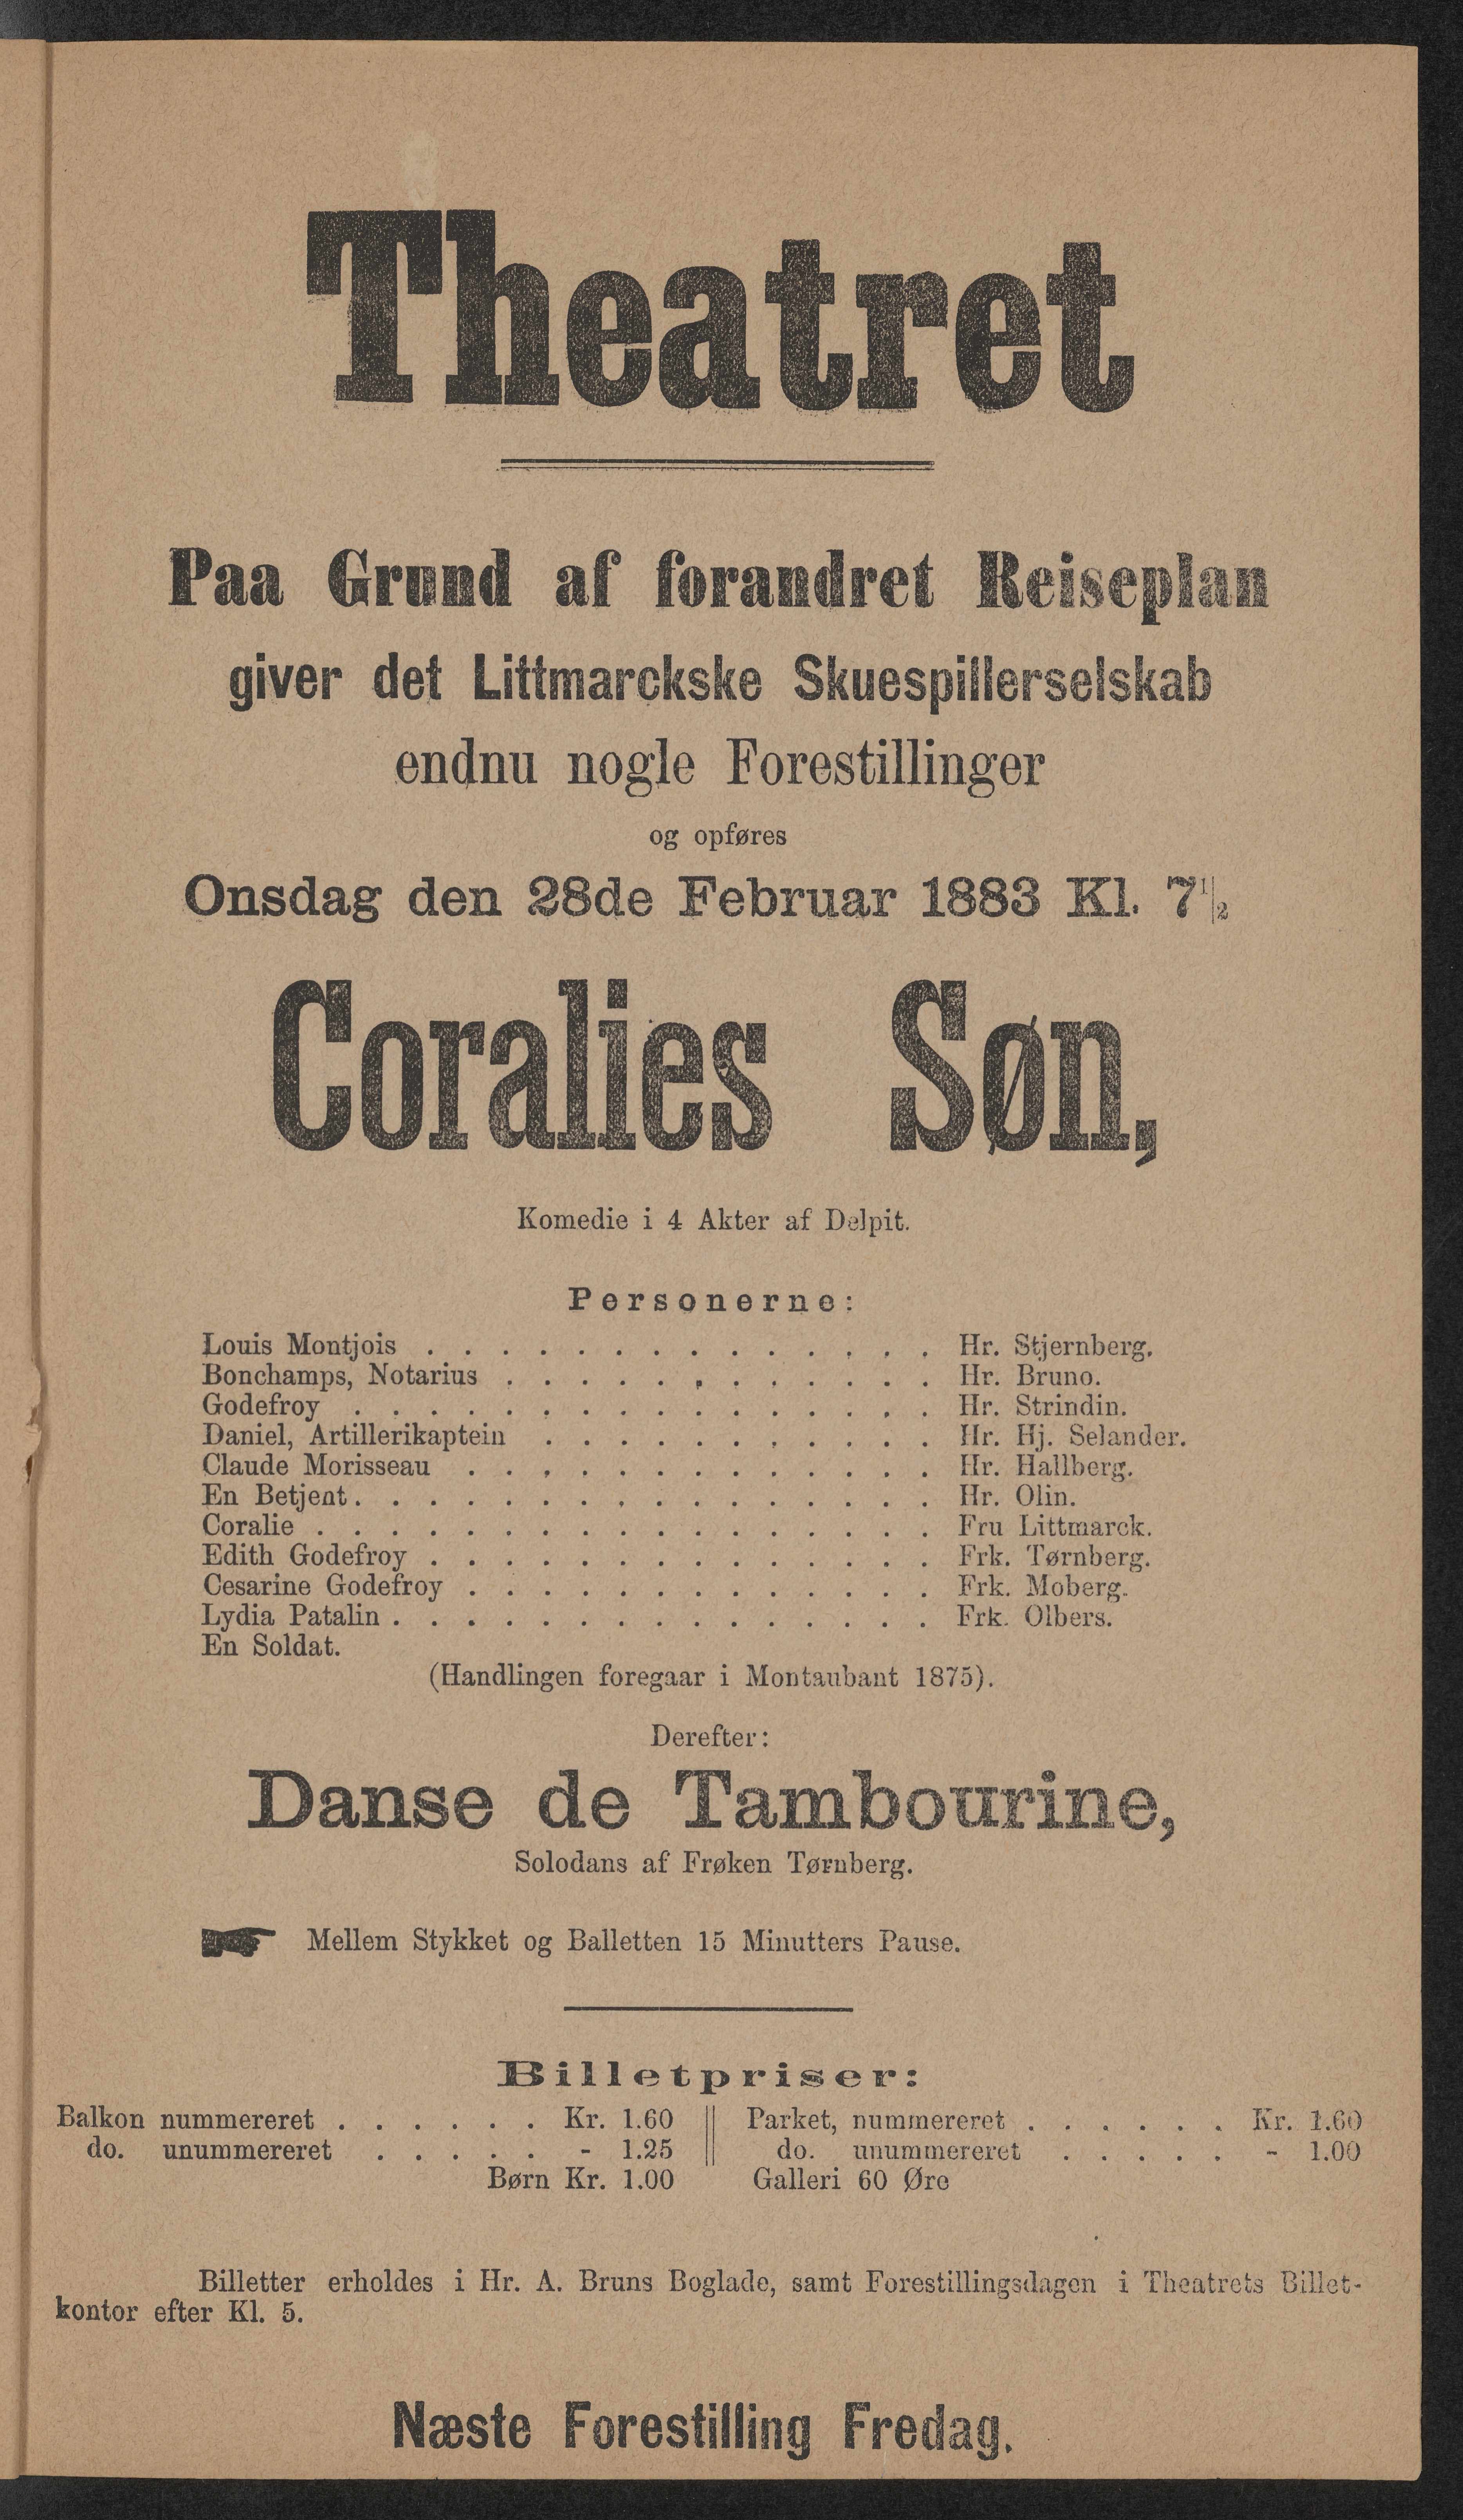 Theatret
Paa Grund af forandret Reiseplan
giver det Littmarckske Skuespillerselskab
endnu nogle Forestillinger
og opføres
Onsdag den 28de Februar 1883 Kl. 7 1/2
Coralies Søn,
Komedie i 4 Akter af Delpit.
Personerne:
Louis Montjois . . . . . . . . . . . . . . Hr. Stjernberg.
Bonchamps, Notarius . . . . . . . . . . . . Hr. Bruno.
Godefroy . . . . . . . . . . . . . . . . Hr. Strindin.
Daniel, Artillerikaptein . . . . . . . . . . . Hr. Hj. Selander.
Claude Morisseau . . . . . . . . . . . . . Hr. Hallberg.
En Betjent. . . . . . . . . . . . . . . . Hr. Olin.
Coralie . . . . . . . . . . . . . . . . . Fru Littmarck.
Edith Godefroy . . . . . . . . . . . . . . Frk. Tørnberg.
Cesarine Godefroy . . . . . . . . . . . . . Frk. Moberg.
Lydia Patalin . . . . . . . . . . . . . . . Frk. Olbers.
En Soldat.
(Handlingen foregaar i Montaubant 1875).
Derefter:
Danse de Tambourine,
Solodans af Frøken Tørnberg.
☛ Mellem Stykket og Balletten 15 Minutters Pause.
Billetpriser:
Balkon nummereret . . . . . . Kr. 1.60 || Parket, nummereret . . . . . . Kr. 1.60
do. unummereret . . . . . - 1.25 || do. unummereret . . . . . - 1.00
Børn Kr. 1.00 Galleri 60 Øre
Billetter erholdes i Hr. A. Bruns Boglade, samt Forestillingsdagen i Theatrets Billet-
kontor efter Kl. 5.
Næste Forestilling Fredag.